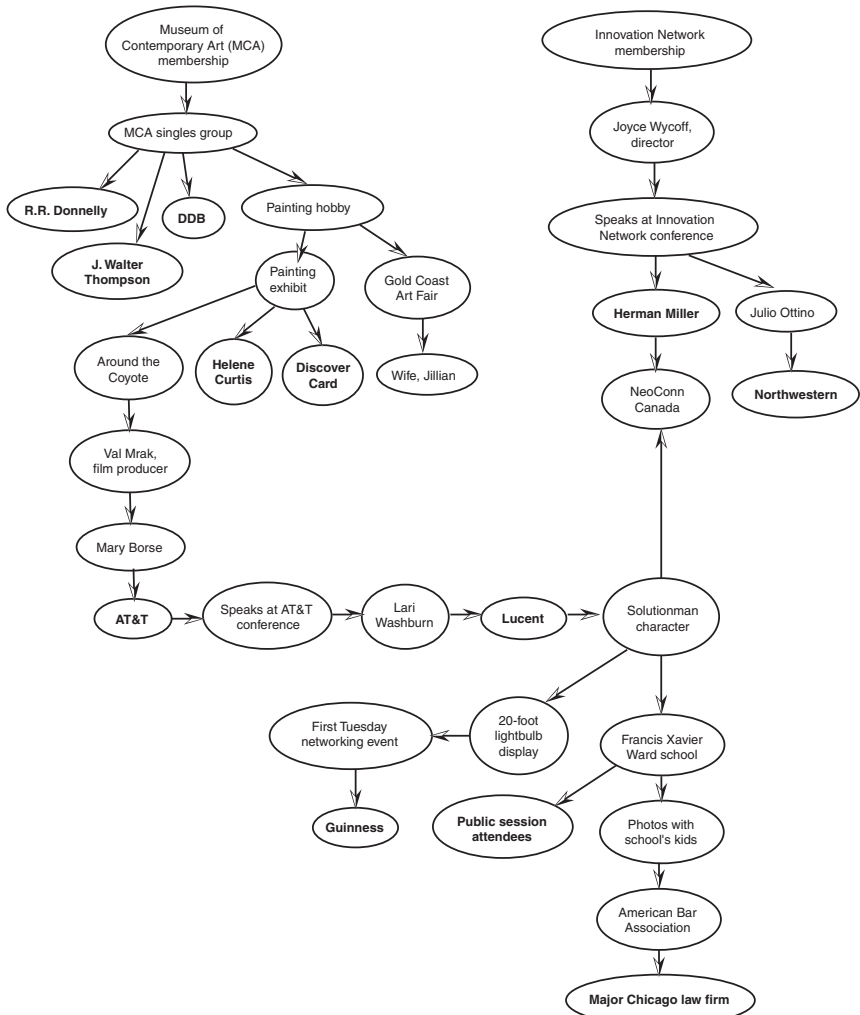 Museum of
Contemporary Art (MCA)
membership
MCA singles group
R.R. Donnelly
J. Walter
Thompson
DDB
Painting hobby
Painting
exhibit
Gold Coast
Art Fair
Around the
Coyote
Helene
Curtis
Discover
Card
Wife, Jillian
Val Mrak,
film producer
Mary Borse
AT&T
Speaks at AT&T
conference
Lari
Washburn
Lucent
Solutionman
character
Innovation Network
membership
Joyce Wycoff,
director
Speaks at Innovation
Network conference
Herman Miller
Julio Ottino
NeoConn
Canada
Northwestern
First Tuesday
networking event
20-foot
lightbulb
display
Francis Xavier
Ward school
Guinness
Public session
attendees
Photos with
school's kids
American Bar
Association
Major Chicago law firm